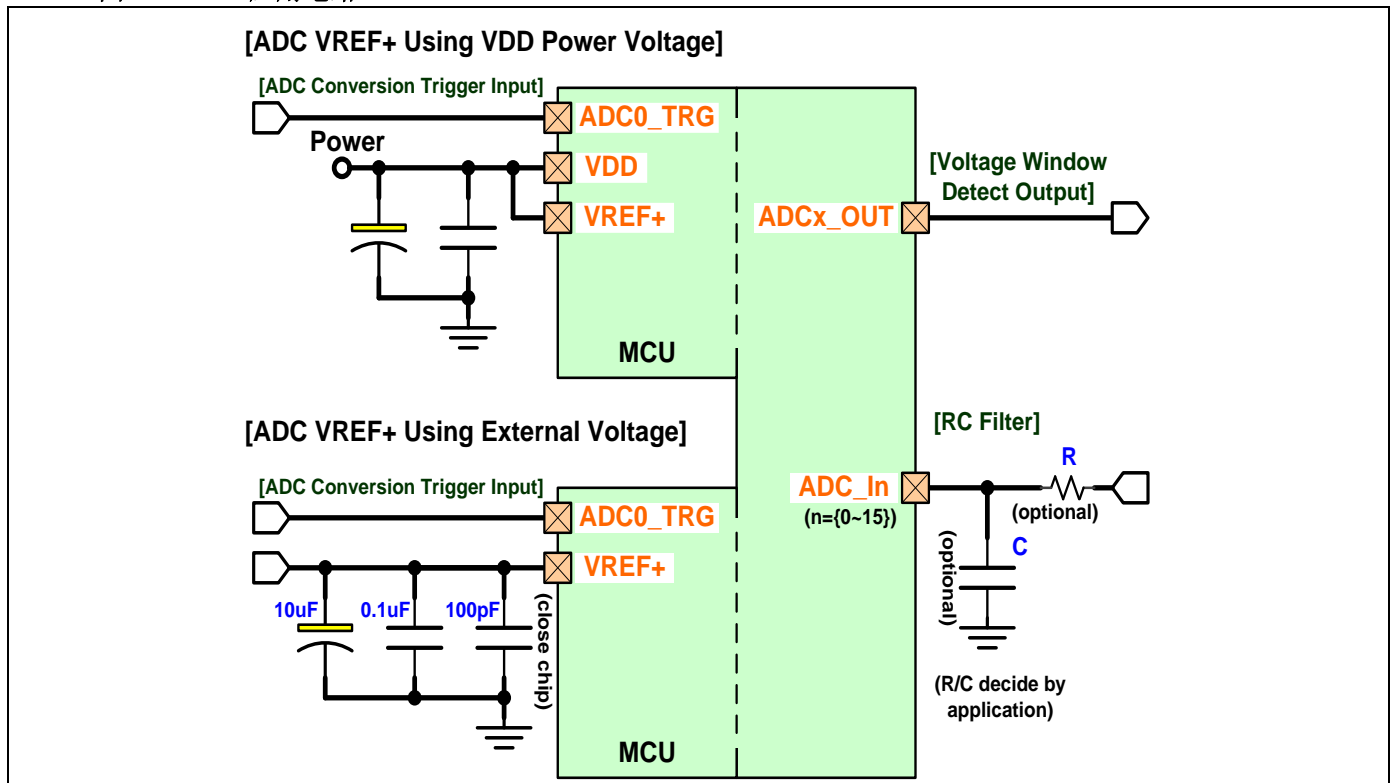 [ADC VREF+ Using VDD Power Voltage]
[ADC Conversion Trigger Input]
ADC0_TRG
Power
VDD
VREF+
ADCx_OUT
[Voltage Window
Detect Output]
MCU
[ADC VREF+ Using External Voltage]
[ADC Conversion Trigger Input]
ADC0_TRG
VREF+
10uF
0.1uF
100pF
(close chip)
MCU
[RC Filter]
R
ADC_In
(n={0~15})
(optional)
C
(optional)
(R/C decide by
application)